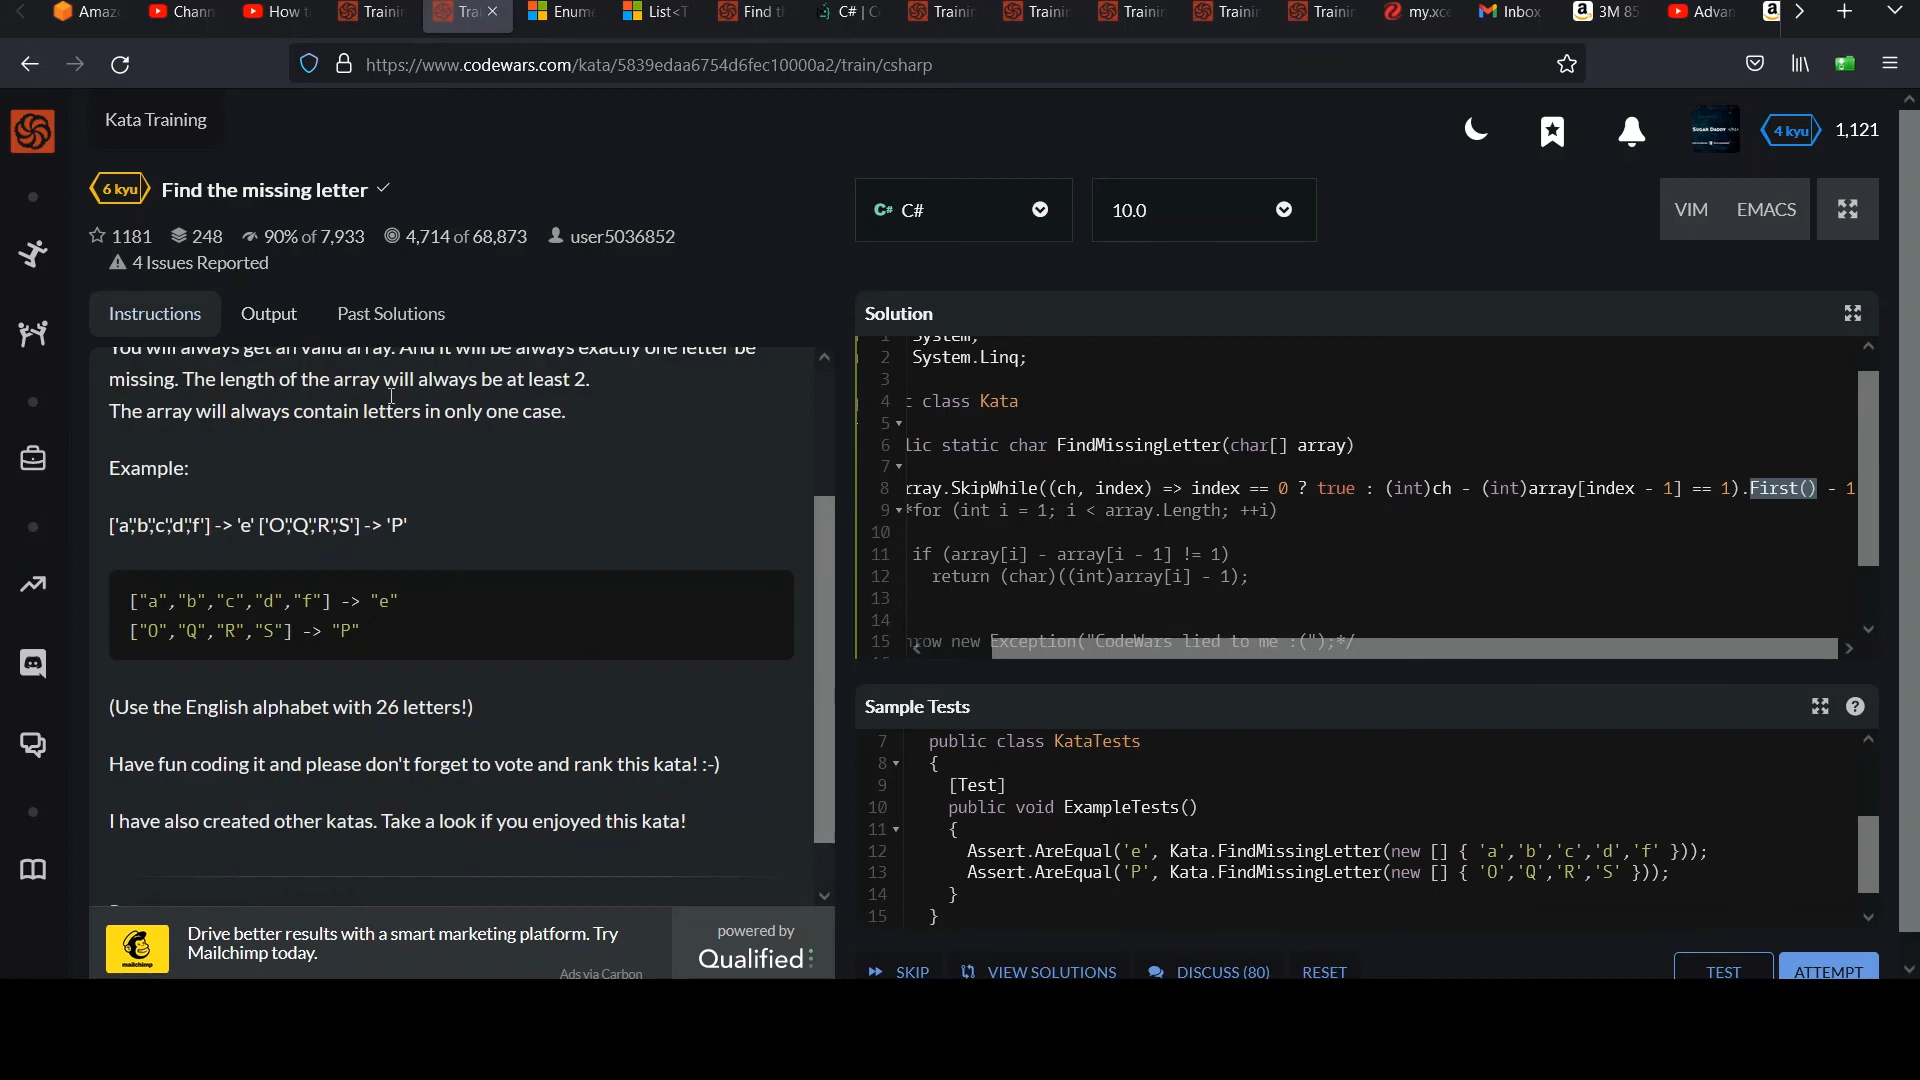 Amaz
Chann
How t
Trainin
Trai
Enume
List<T
Find th
C# | C
Trainin
Trainin
Trainin
Trainin
Trainin
my.xce
Inbox
3M 85
Advan
https://www.codewars.com/kata/5839edaa6754d6fec10000a2/train/csharp
Kata Training
SUGAR DADDY </>
4 kyu
1,121
6 kyu
Find the missing letter
1181 248 90% of 7,933 4,714 of 68,873 user5036852
4 Issues Reported
C# C#
10.0
VIM
EMACS
Instructions
Output
Past Solutions
You will always get an valid array. And it will be always exactly one letter be
missing. The length of the array will always be at least 2.
The array will always contain letters in only one case.
Example:
['a','b','c','d','f'] -> 'e' ['O','Q','R','S'] -> 'P'
["a","b","c","d","f"] -> "e"
["O","Q","R","S"] -> "P"
(Use the English alphabet with 26 letters!)
Have fun coding it and please don't forget to vote and rank this kata! :-)
I have also created other katas. Take a look if you enjoyed this kata!
mailchimp
Drive better results with a smart marketing platform. Try
Mailchimp today.
Ads via Carbon
powered by
Qualified
Solution
1 System;
2 System.Linq;
3
4 c class Kata
5
6 lic static char FindMissingLetter(char[] array)
7
8 rray.SkipWhile((ch, index) => index == 0 ? true : (int)ch - (int)array[index - 1] == 1).First() - 1
9 *for (int i = 1; i < array.Length; ++i)
10
11 if (array[i] - array[i - 1] != 1)
12 return (char)((int)array[i] - 1);
13
14
15 hrow new Exception("CodeWars lied to me :(");*/
Sample Tests
7 public class KataTests
8 {
9 [Test]
10 public void ExampleTests()
11 {
12 Assert.AreEqual('e', Kata.FindMissingLetter(new [] { 'a','b','c','d','f' }));
13 Assert.AreEqual('P', Kata.FindMissingLetter(new [] { 'O','Q','R','S' }));
14 }
15 }
SKIP
VIEW SOLUTIONS
DISCUSS (80)
RESET
TEST
ATTEMPT